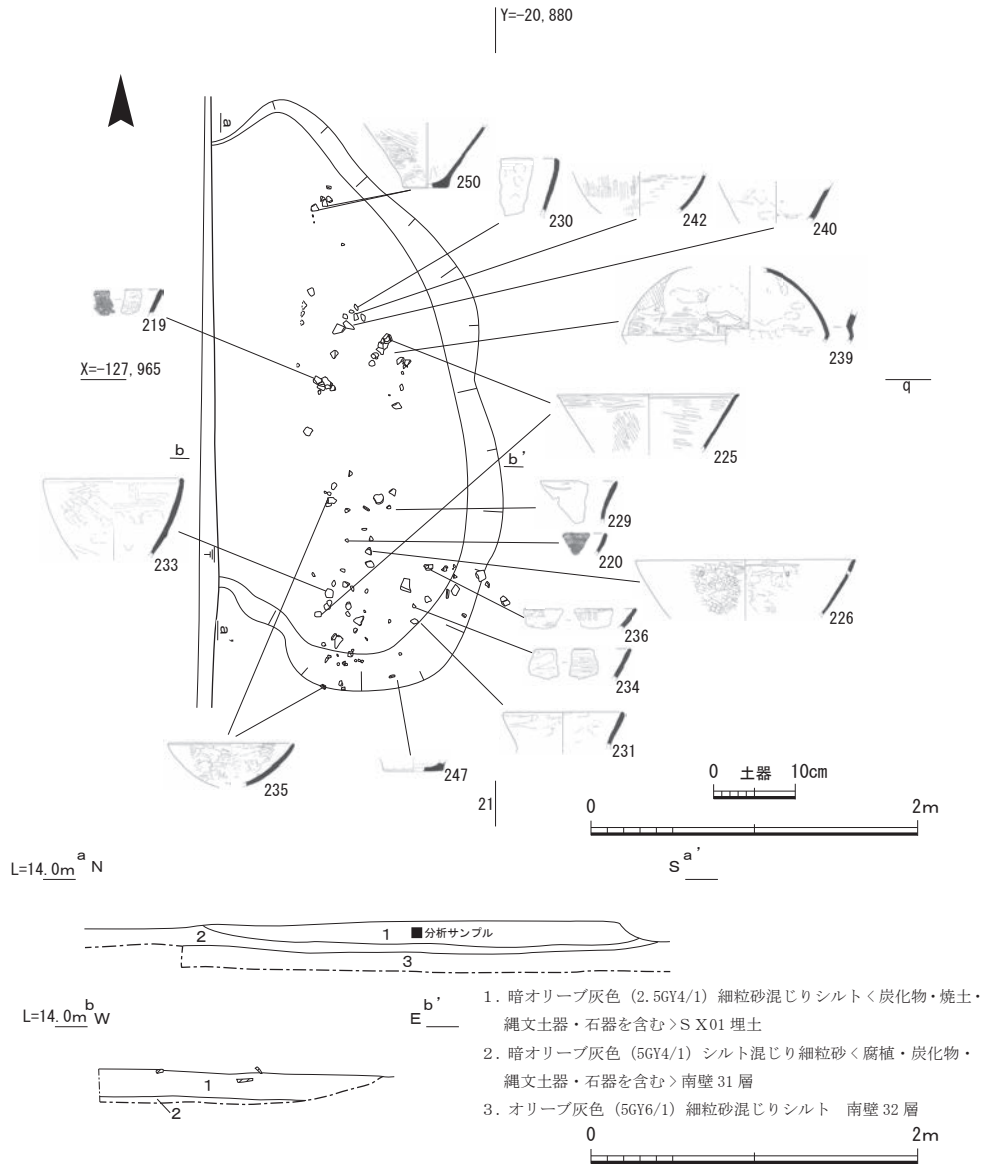 Y=-20,880
a
250
230
242
240
219
239
X=-127,965
q
225
b
b'
229
233
220
226
236
a'
234
231
235
247
21
0 土器 10cm
0 2m
L=14.0m a N
S a'
2 1 ■分析サンプル
3
L=14.0m b W
E b'
1
2
1. 暗オリーブ灰色（2.5GY4/1）細粒砂混じりシルト＜炭化物・焼土・
縄文土器・石器を含む＞ＳＸ01 埋土
2. 暗オリーブ灰色（5GY4/1）シルト混じり細粒砂＜腐植・炭化物・
縄文土器・石器を含む＞南壁 31 層
3. オリーブ灰色（5GY6/1）細粒砂混じりシルト　南壁 32 層
0 2m